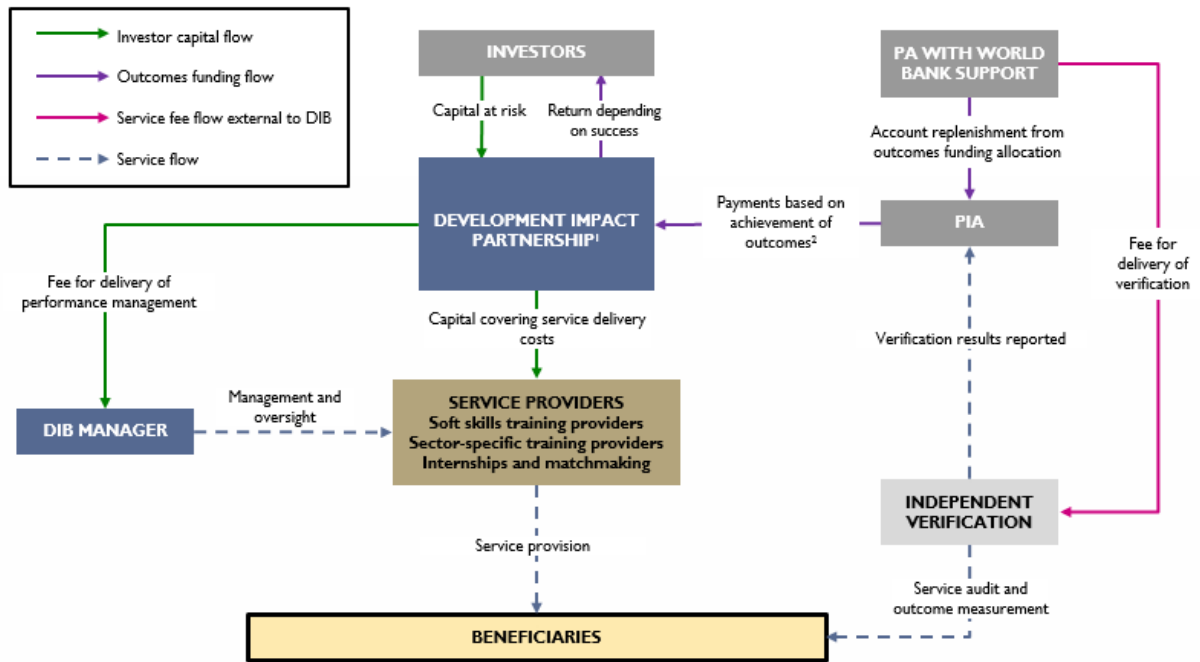 Investor capital flow
Outcomes funding flow
Service fee flow external to DIB
Service flow
INVESTORS
PA WITH WORLD
BANK SUPPORT
Capital at risk
Return depending
on success
Account replenishment from
outcomes funding allocation
DEVELOPMENT IMPACT
PARTNERSHIP¹
Payments based on
achievement of
outcomes²
PIA
Fee for
delivery of
verification
Fee for delivery of
performance management
Capital covering service delivery
costs
Verification results reported
DIB MANAGER
Management and
oversight
SERVICE PROVIDERS
Soft skills training providers
Sector-specific training providers
Internships and matchmaking
INDEPENDENT
VERIFICATION
Service provision
Service audit and
outcome measurement
BENEFICIARIES